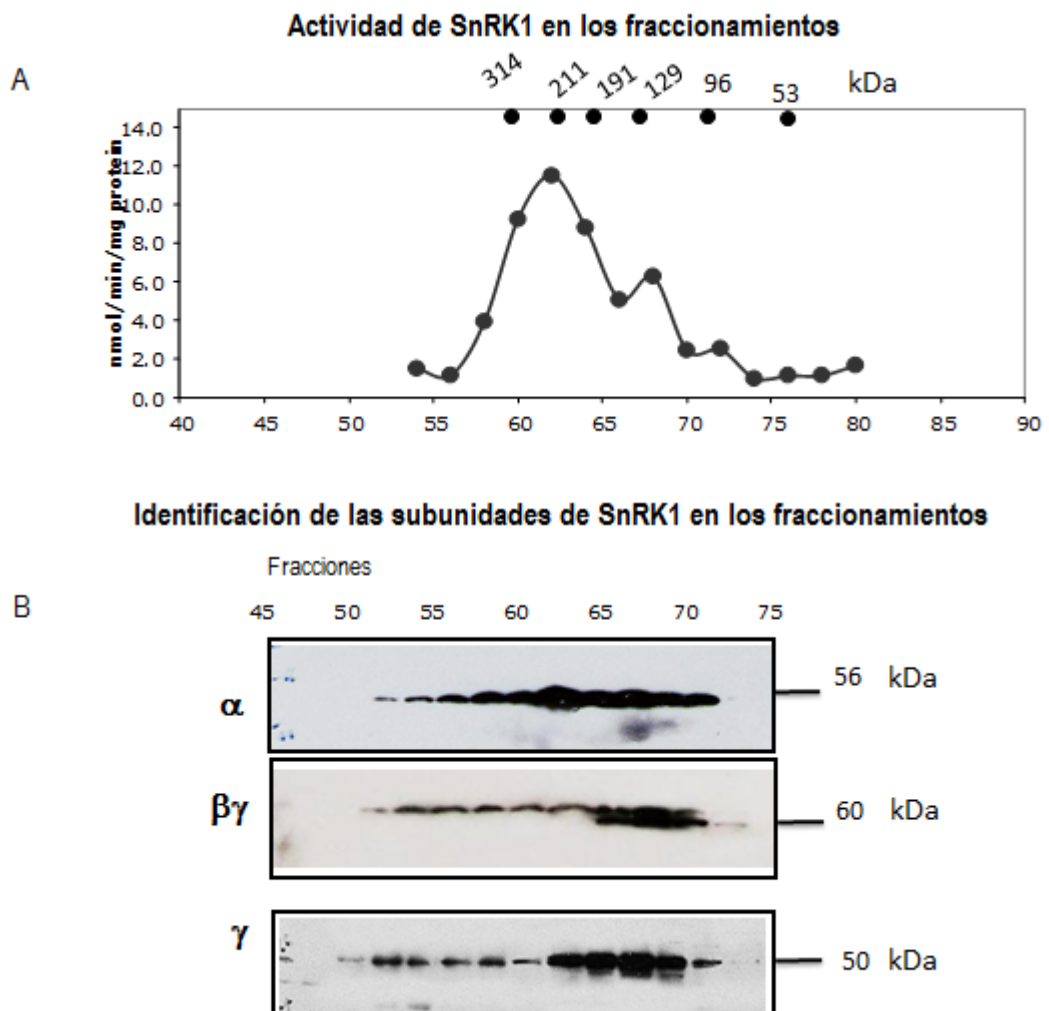 Actividad de SnRK1 en los fraccionamientos
A
314 211 191 129 96 53 kDa
nmol/min/mg protein
14.0
12.0
10.0
8.0
6.0
4.0
2.0
0.0
40 45 50 55 60 65 70 75 80 85 90
Identificación de las subunidades de SnRK1 en los fraccionamientos
Fracciones
B
45 50 55 60 65 70 75
α 56 kDa
βγ 60 kDa
γ 50 kDa